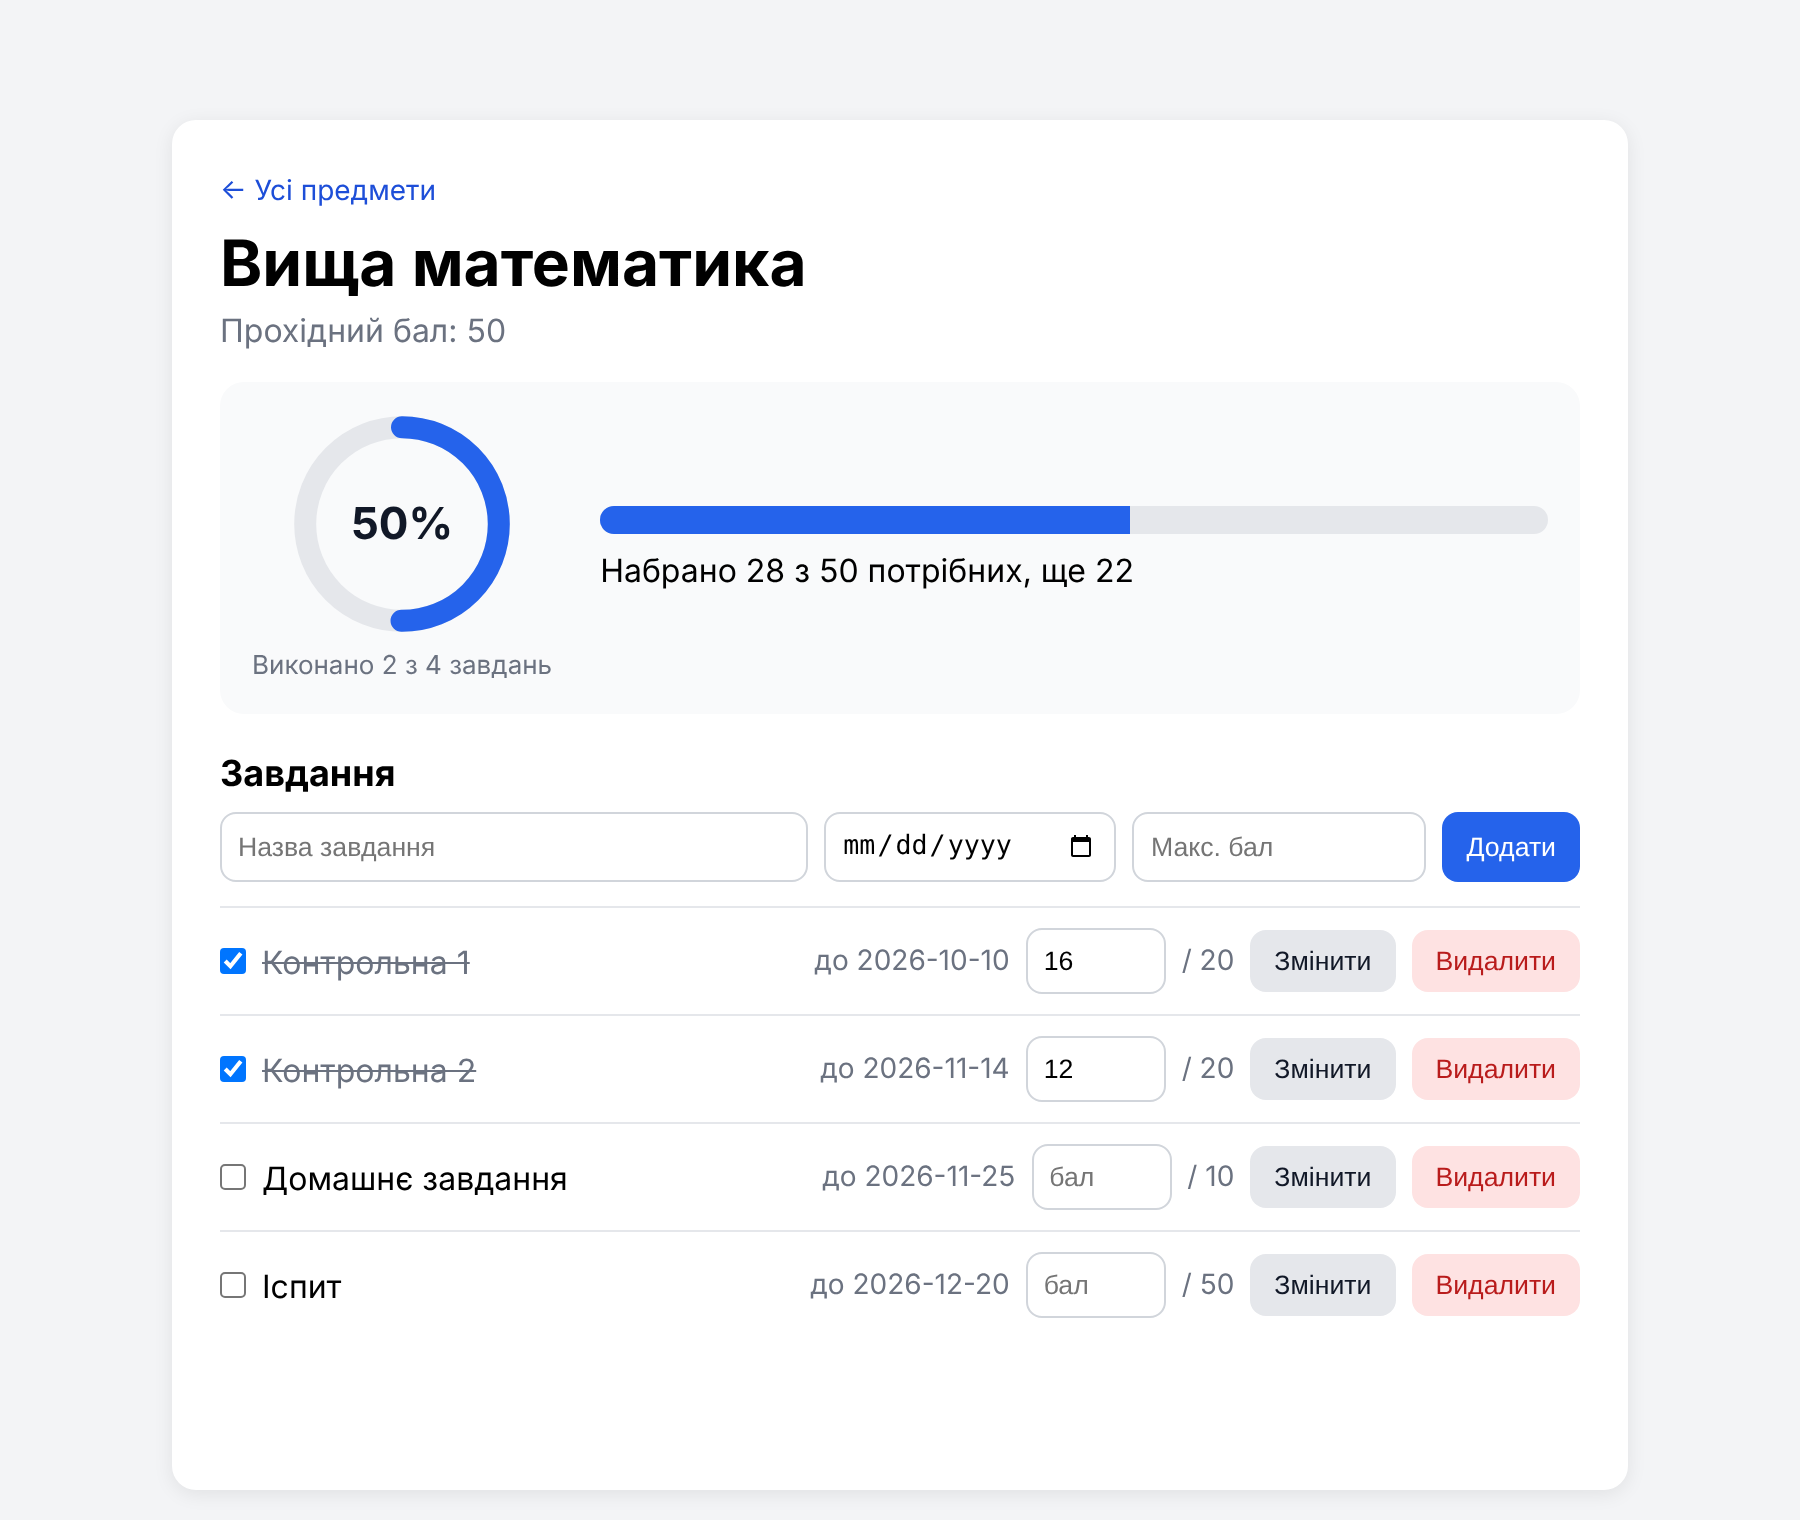 ← Усі предмети
Вища математика
Прохідний бал: 50
50%
Набрано 28 з 50 потрібних, ще 22
Виконано 2 з 4 завдань
Завдання
Назва завдання mm/dd/yyyy Макс. бал Додати
Контрольна 1 до 2026-10-10 16 / 20 Змінити Видалити
Контрольна 2 до 2026-11-14 12 / 20 Змінити Видалити
Домашнє завдання до 2026-11-25 бал / 10 Змінити Видалити
Іспит до 2026-12-20 бал / 50 Змінити Видалити